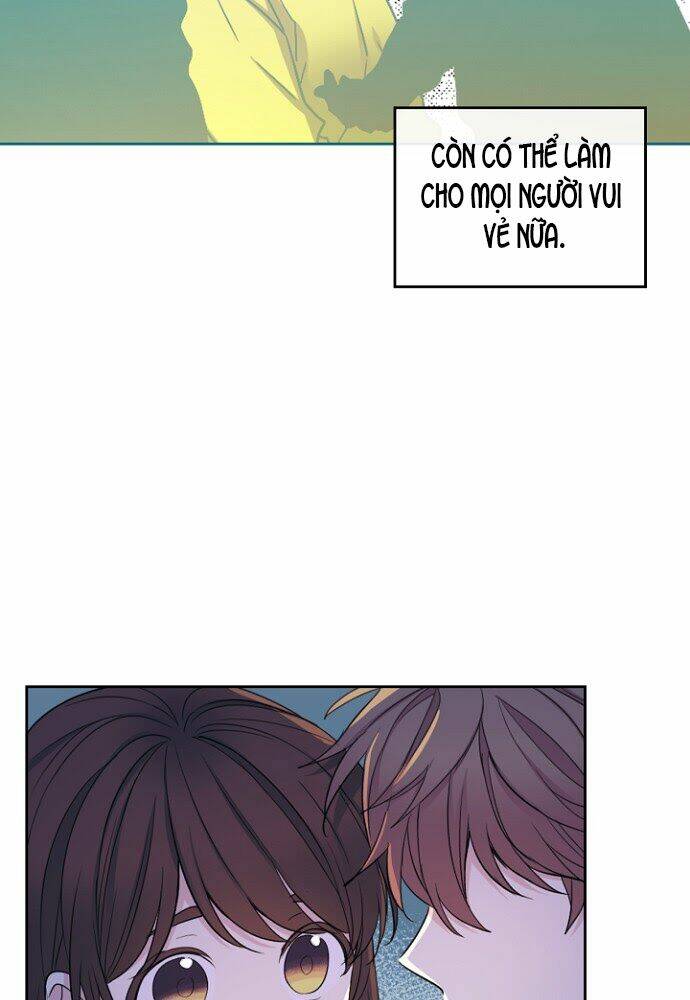 CÒN CÓ THỂ LÀM
CHO MỌI NGƯỜI VUI
VẺ NỮA.